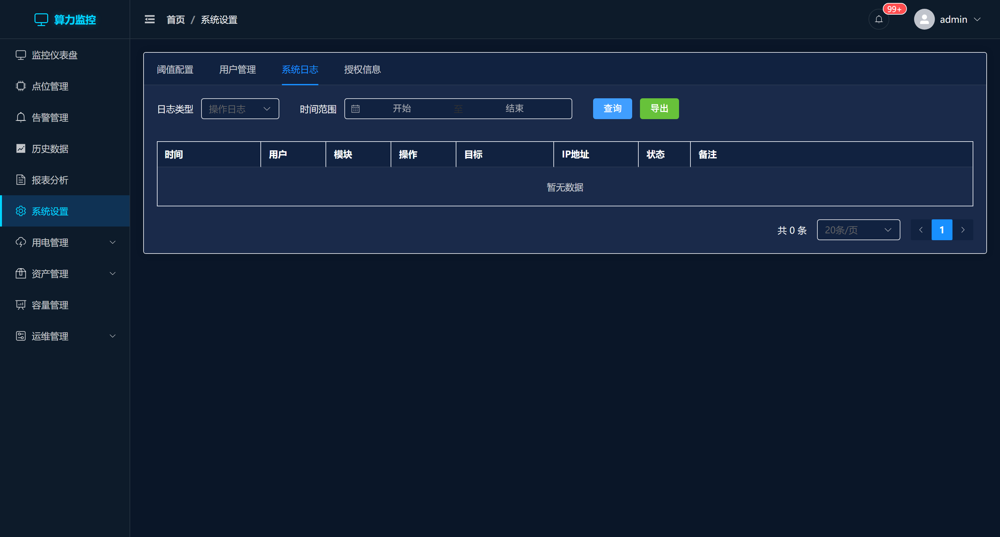 算力监控
首页 / 系统设置
99+
admin
监控仪表盘
点位管理
告警管理
历史数据
报表分析
系统设置
用电管理
资产管理
容量管理
运维管理
阈值配置 用户管理 系统日志 授权信息
日志类型 操作日志 时间范围 开始 至 结束 查询 导出
时间 用户 模块 操作 目标 IP地址 状态 备注
暂无数据
共 0 条 20条/页 1